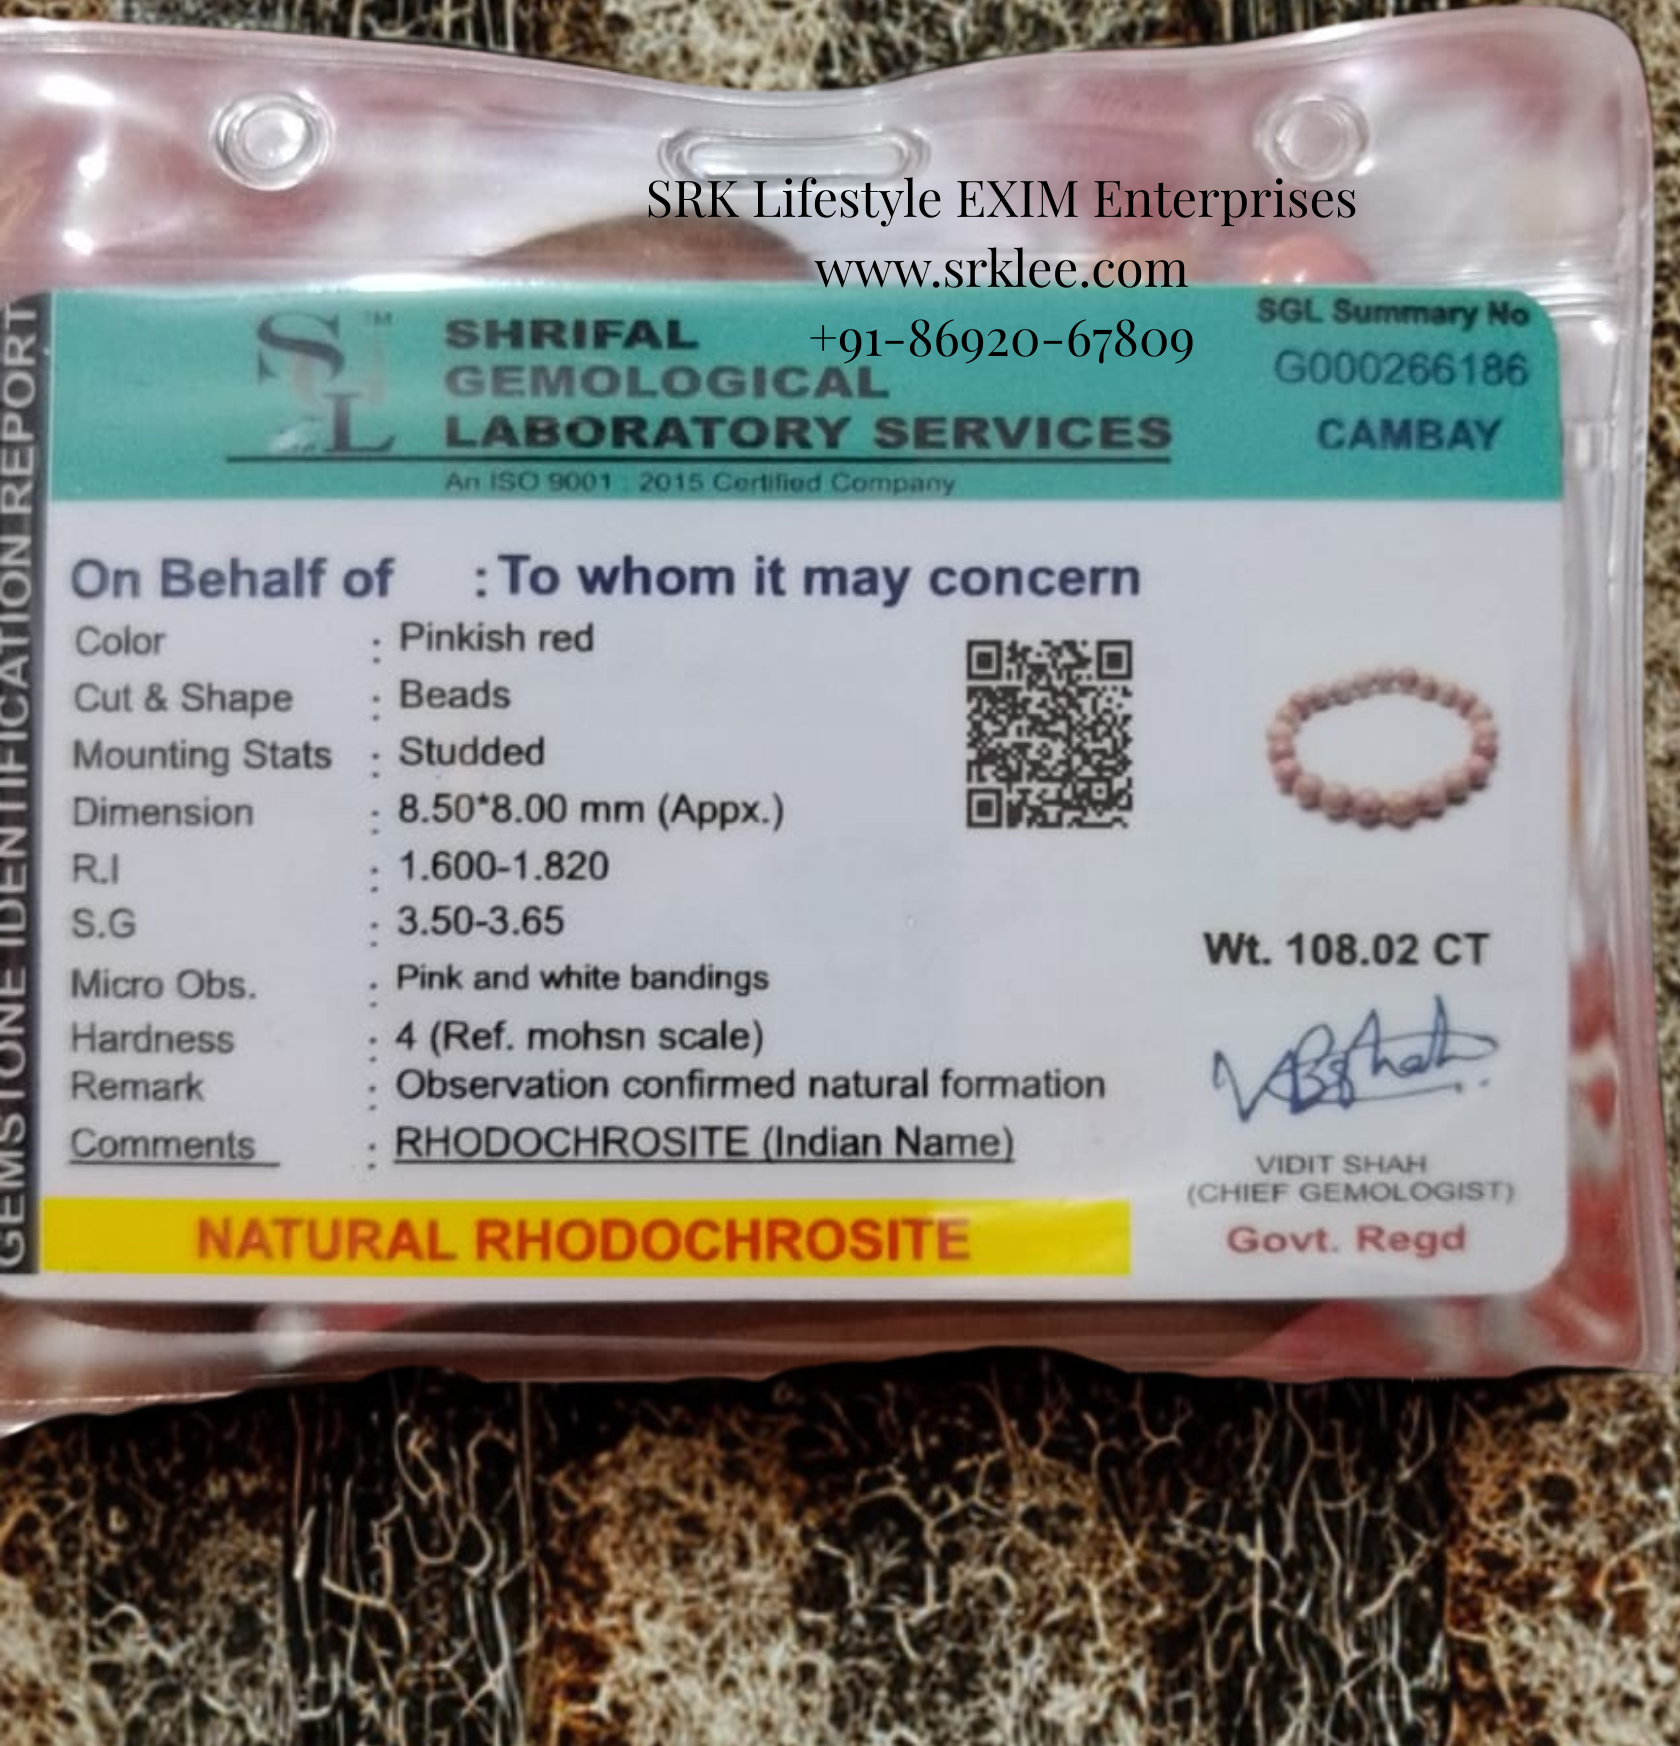 SRK Lifestyle EXIM Enterprises
www.srklee.com
+91-86920-67809
GEMSTONE IDENTIFICATION REPORT
SGL
TM
SHRIFAL
GEMOLOGICAL
LABORATORY SERVICES
An ISO 9001 : 2015 Certified Company
SGL Summary No
G000266186
CAMBAY
On Behalf of : To whom it may concern
Color : Pinkish red
Cut & Shape : Beads
Mounting Stats : Studded
Dimension : 8.50*8.00 mm (Appx.)
R.I : 1.600-1.820
S.G : 3.50-3.65
Micro Obs. : Pink and white bandings
Hardness : 4 (Ref. mohsn scale)
Remark : Observation confirmed natural formation
Comments : RHODOCHROSITE (Indian Name)
NATURAL RHODOCHROSITE
Wt. 108.02 CT
VIDIT SHAH
(CHIEF GEMOLOGIST)
Govt. Regd